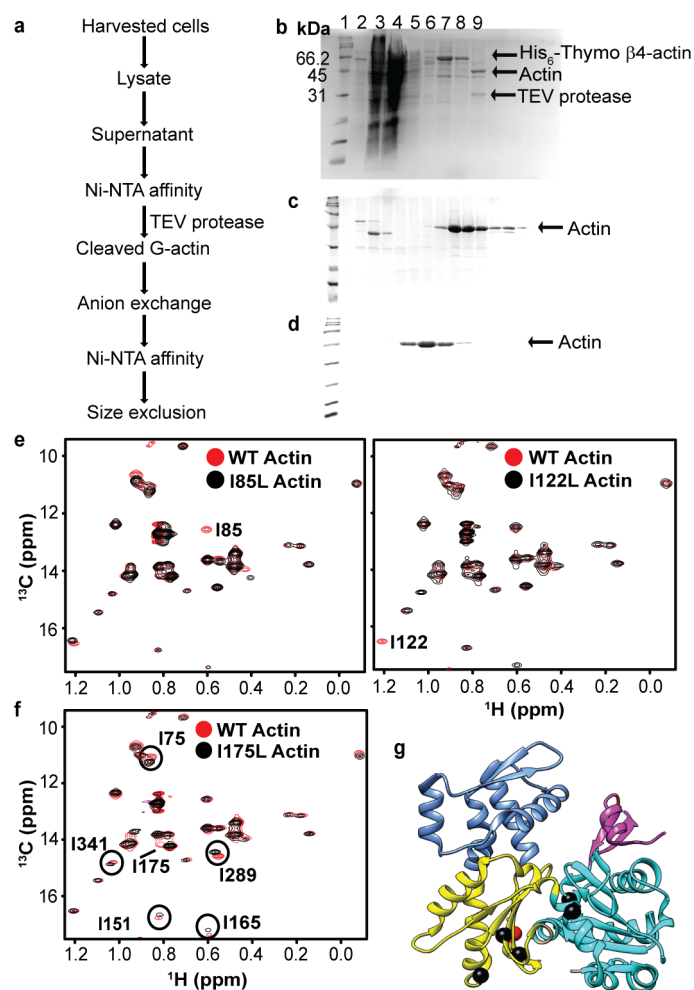 a
Harvested cells
Lysate
Supernatant
Ni-NTA affinity
TEV protease
Cleaved G-actin
Anion exchange
Ni-NTA affinity
Size exclusion
b kDa 1 2 3 4 5 6 7 8 9
66.2
45
31
His6-Thymo β4-actin
Actin
TEV protease
c
Actin
d
Actin
e
WT Actin
I85L Actin
I85
10
12
14
16
13C (ppm)
1.2 1.0 0.8 0.6 0.4 0.2 0.0
WT Actin
I122L Actin
I122
1.2 1.0 0.8 0.6 0.4 0.2 0.0
1H (ppm)
f
WT Actin
I175L Actin
I75
I341
I175
I289
I151
I165
10
12
14
16
13C (ppm)
1.2 1.0 0.8 0.6 0.4 0.2 0.0
1H (ppm)
g